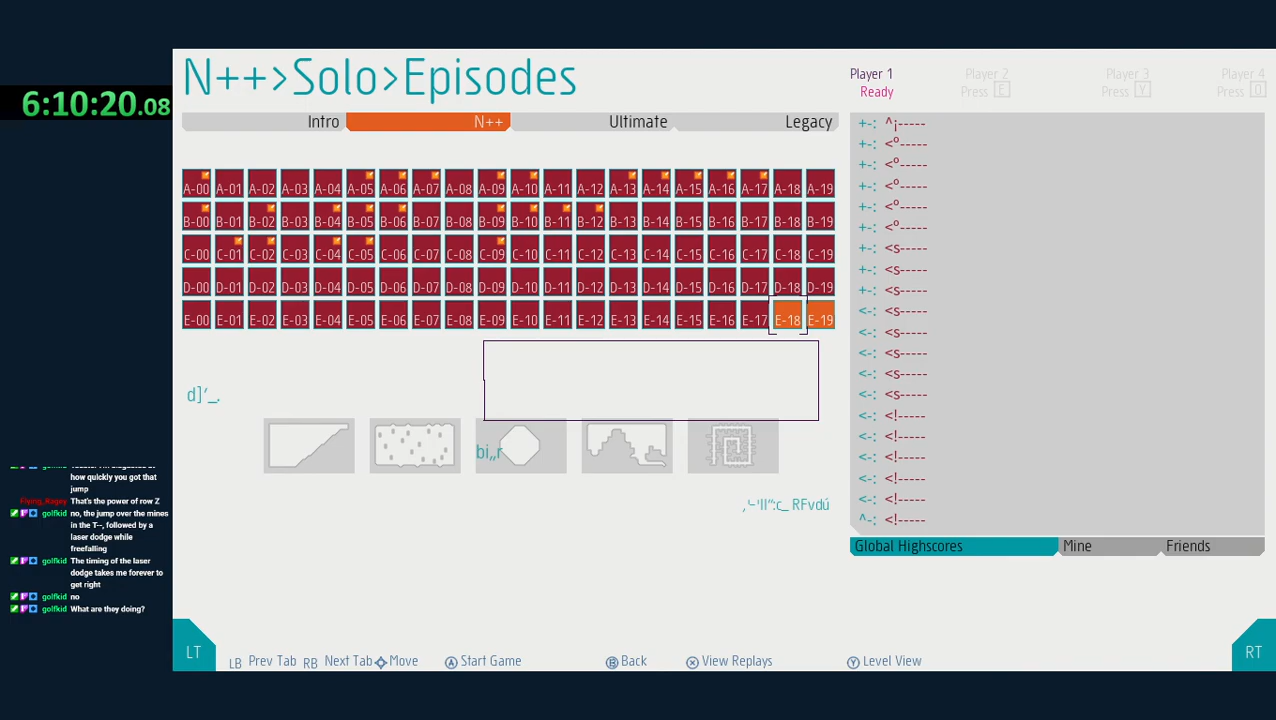 N++>Solo>Episodes
Player 1
Ready
Player 2
Press E
Player 3
Press Y
Player 4
Press O
6:10:20.08
Intro
N++
Ultimate
Legacy
A-00 A-01 A-02 A-03 A-04 A-05 A-06 A-07 A-08 A-09 A-10 A-11 A-12 A-13 A-14 A-15 A-16 A-17 A-18 A-19
B-00 B-01 B-02 B-03 B-04 B-05 B-06 B-07 B-08 B-09 B-10 B-11 B-12 B-13 B-14 B-15 B-16 B-17 B-18 B-19
C-00 C-01 C-02 C-03 C-04 C-05 C-06 C-07 C-08 C-09 C-10 C-11 C-12 C-13 C-14 C-15 C-16 C-17 C-18 C-19
D-00 D-01 D-02 D-03 D-04 D-05 D-06 D-07 D-08 D-09 D-10 D-11 D-12 D-13 D-14 D-15 D-16 D-17 D-18 D-19
E-00 E-01 E-02 E-03 E-04 E-05 E-06 E-07 E-08 E-09 E-10 E-11 E-12 E-13 E-14 E-15 E-16 E-17 E-18 E-19
+-: ^¡-----
+-: <º-----
+-: <º-----
+-: <º-----
+-: <º-----
+-: <º-----
+-: <s-----
+-: <s-----
+-: <s-----
<-: <s-----
<-: <s-----
<-: <s-----
<-: <s-----
<-: <s-----
<-: <!-----
<-: <!-----
<-: <!-----
<-: <!-----
<-: <!-----
^-: <!-----
Global Highscores
Mine
Friends
how quickly you got that
jump
Flying_Kagey That's the power of row Z
golfkid no, the jump over the mines
in the T--, followed by a
laser dodge while
freefalling
golfkid The timing of the laser
dodge takes me forever to
get right
golfkid no
golfkid What are they doing?
LT
LB Prev Tab RB Next Tab Move
A Start Game
B Back
X View Replays
Y Level View
RT